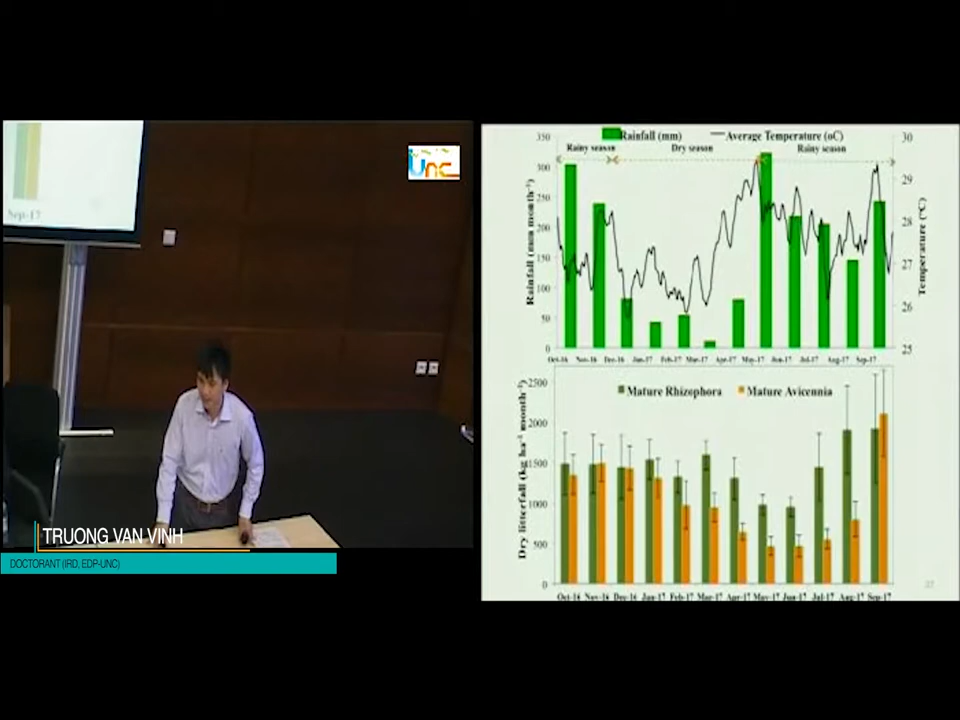 Sep-17
Unc
TRUONG VAN VINH
DOCTORANT (IRD, EDP-UNC)
Rainfall (mm) Average Temperature (oC)
Rainy season Dry season Rainy season
Rainfall (mm month⁻¹)
350
300
250
200
150
100
50
0
30
29
28
27
26
25
Temperature (°C)
Oct-16 Nov-16 Dec-16 Jan-17 Feb-17 Mar-17 Apr-17 May-17 Jun-17 Jul-17 Aug-17 Sep-17
Mature Rhizophora Mature Avicennia
Dry litterfall (kg ha⁻¹ month⁻¹)
2500
2000
1500
1000
500
0
Oct-16 Nov-16 Dec-16 Jan-17 Feb-17 Mar-17 Apr-17 May-17 Jun-17 Jul-17 Aug-17 Sep-17
37